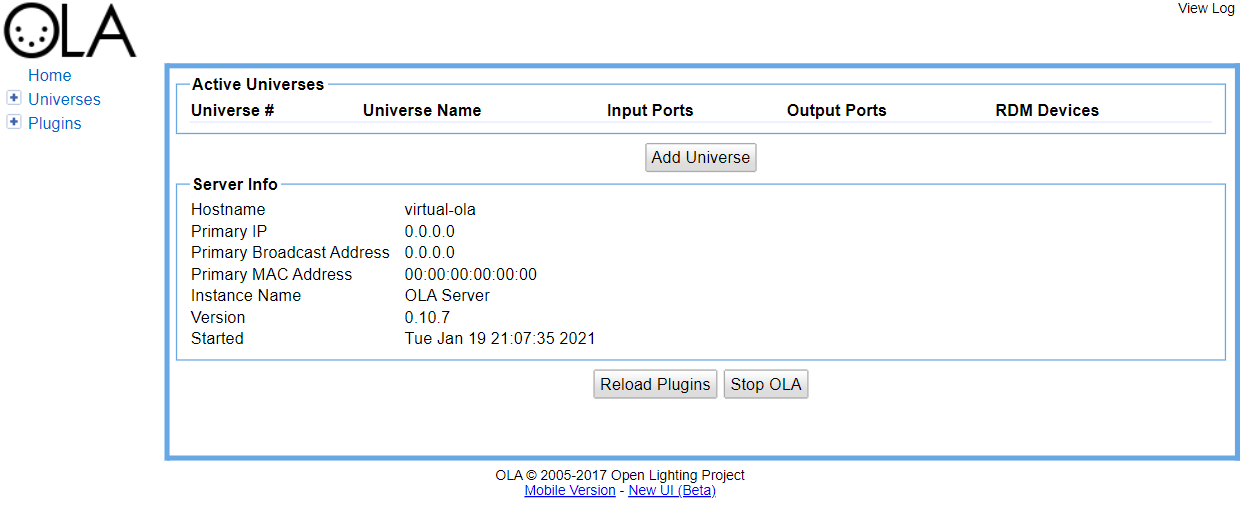 View Log
OLA
Home
Universes
Plugins
Active Universes
Universe # Universe Name Input Ports Output Ports RDM Devices
Add Universe
Server Info
Hostname virtual-ola
Primary IP 0.0.0.0
Primary Broadcast Address 0.0.0.0
Primary MAC Address 00:00:00:00:00:00
Instance Name OLA Server
Version 0.10.7
Started Tue Jan 19 21:07:35 2021
Reload Plugins Stop OLA
OLA © 2005-2017 Open Lighting Project
Mobile Version - New UI (Beta)